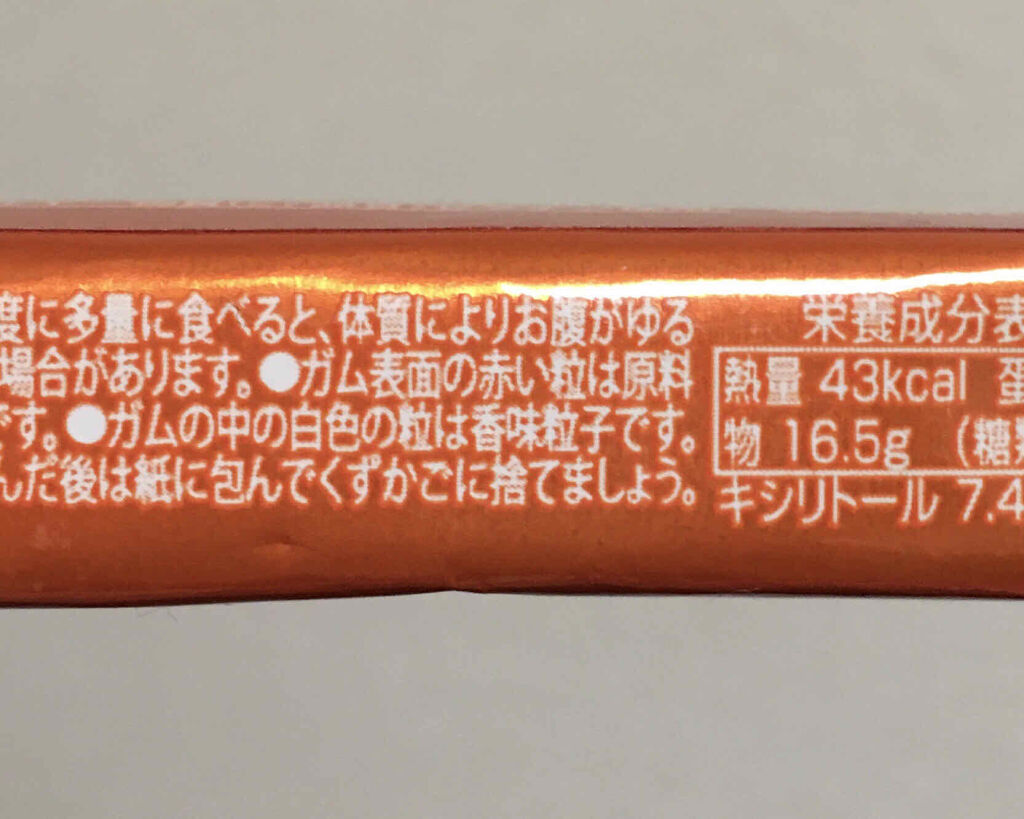 度に多量に食べると、体質によりお腹がゆる
場合があります。●ガム表面の赤い粒は原料
です。●ガムの中の白色の粒は香味粒子です。
んだ後は紙に包んでくずかごに捨てましょう。
栄養成分表
熱量 43kcal 蛋
物 16.5g (糖類
キシリトール 7.4